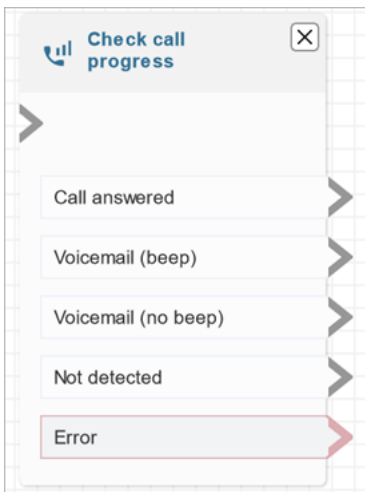 Check call
progress
Call answered
Voicemail (beep)
Voicemail (no beep)
Not detected
Error